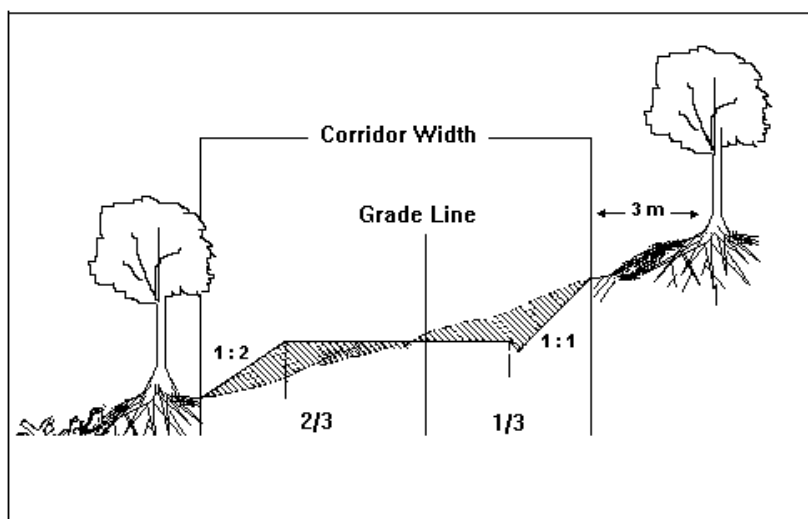 Corridor Width
3 m
Grade Line
1 : 2
1 : 1
2/3
1/3